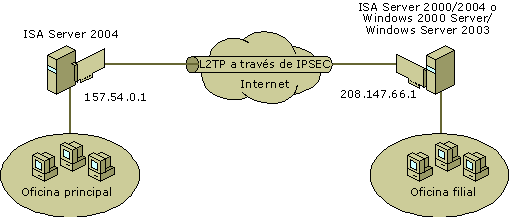 ISA Server 2004
ISA Server 2000/2004 o
Windows 2000 Server/
Windows Server 2003
L2TP a través de IPSEC
Internet
157.54.0.1
208.147.66.1
Oficina principal
Oficina filial